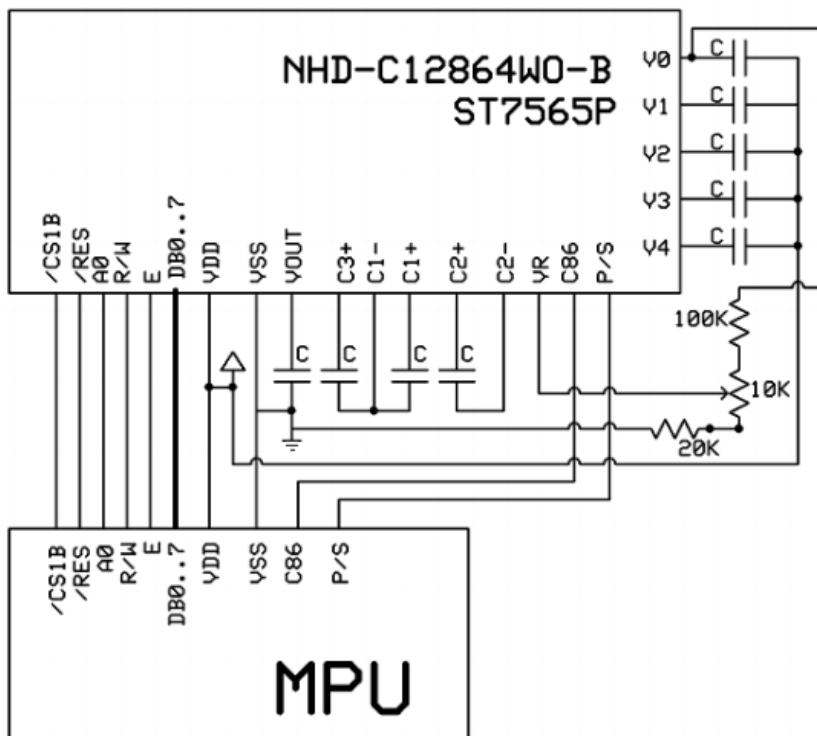 NHD-C12864WO-B
ST7565P
V0
V1
V2
V3
V4
C
C
C
C
C
/CS1B
/RES
A0
R/W
E
DB0..7
VDD
VSS
VOUT
C3+
C1-
C1+
C2+
C2-
VR
C86
P/S
C
C
C
C
100K
10K
20K
/CS1B
/RES
A0
R/W
E
DB0..7
VDD
VSS
C86
P/S
MPU